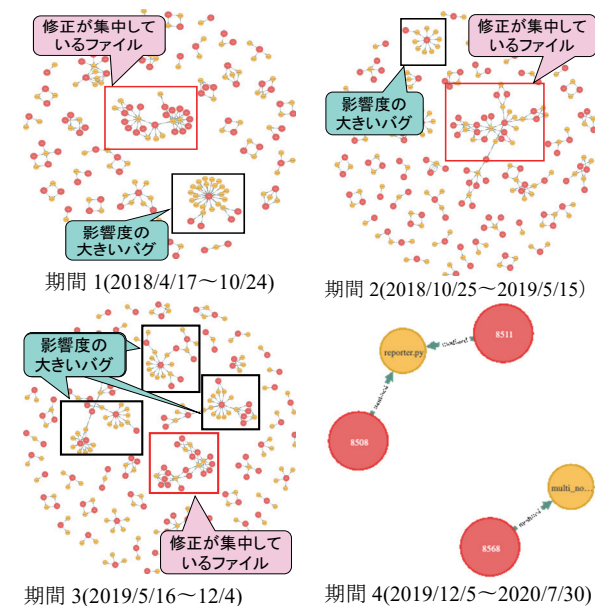 修正が集中して
いるファイル
影響度の
大きいバグ
期間 1(2018/4/17～10/24)
修正が集中して
いるファイル
影響度の
大きいバグ
期間 2(2018/10/25～2019/5/15)
影響度の
大きいバグ
修正が集中して
いるファイル
期間 3(2019/5/16～12/4)
8511
reporter.py
8508
multi_no...
8568
期間 4(2019/12/5～2020/7/30)